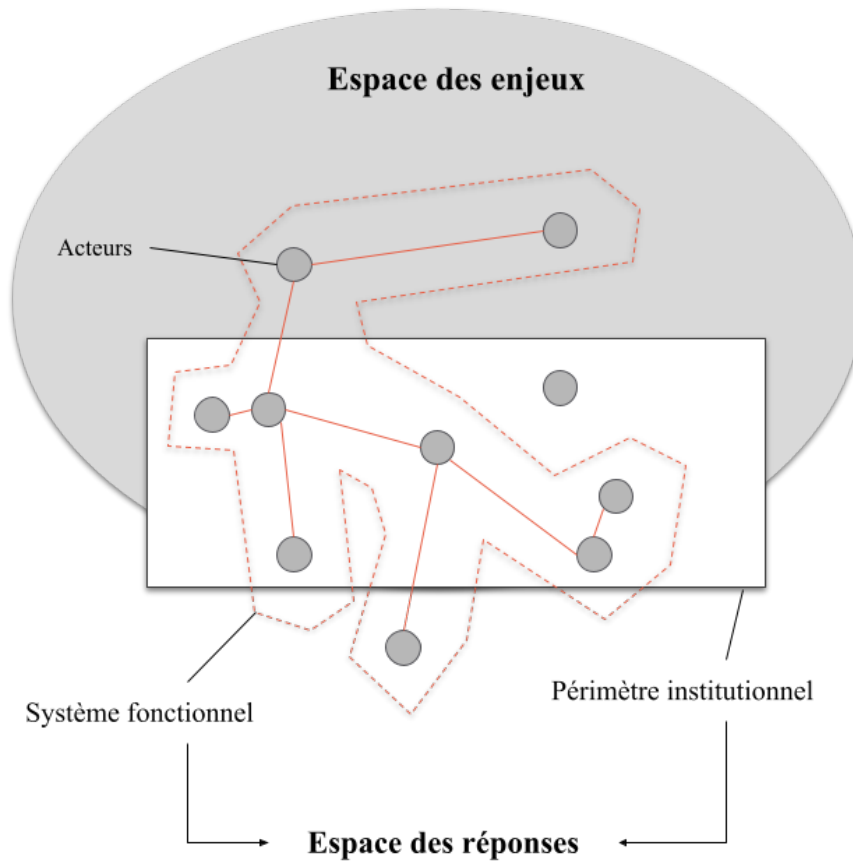 Espace des enjeux
Acteurs
Périmètre institutionnel
Système fonctionnel
Espace des réponses